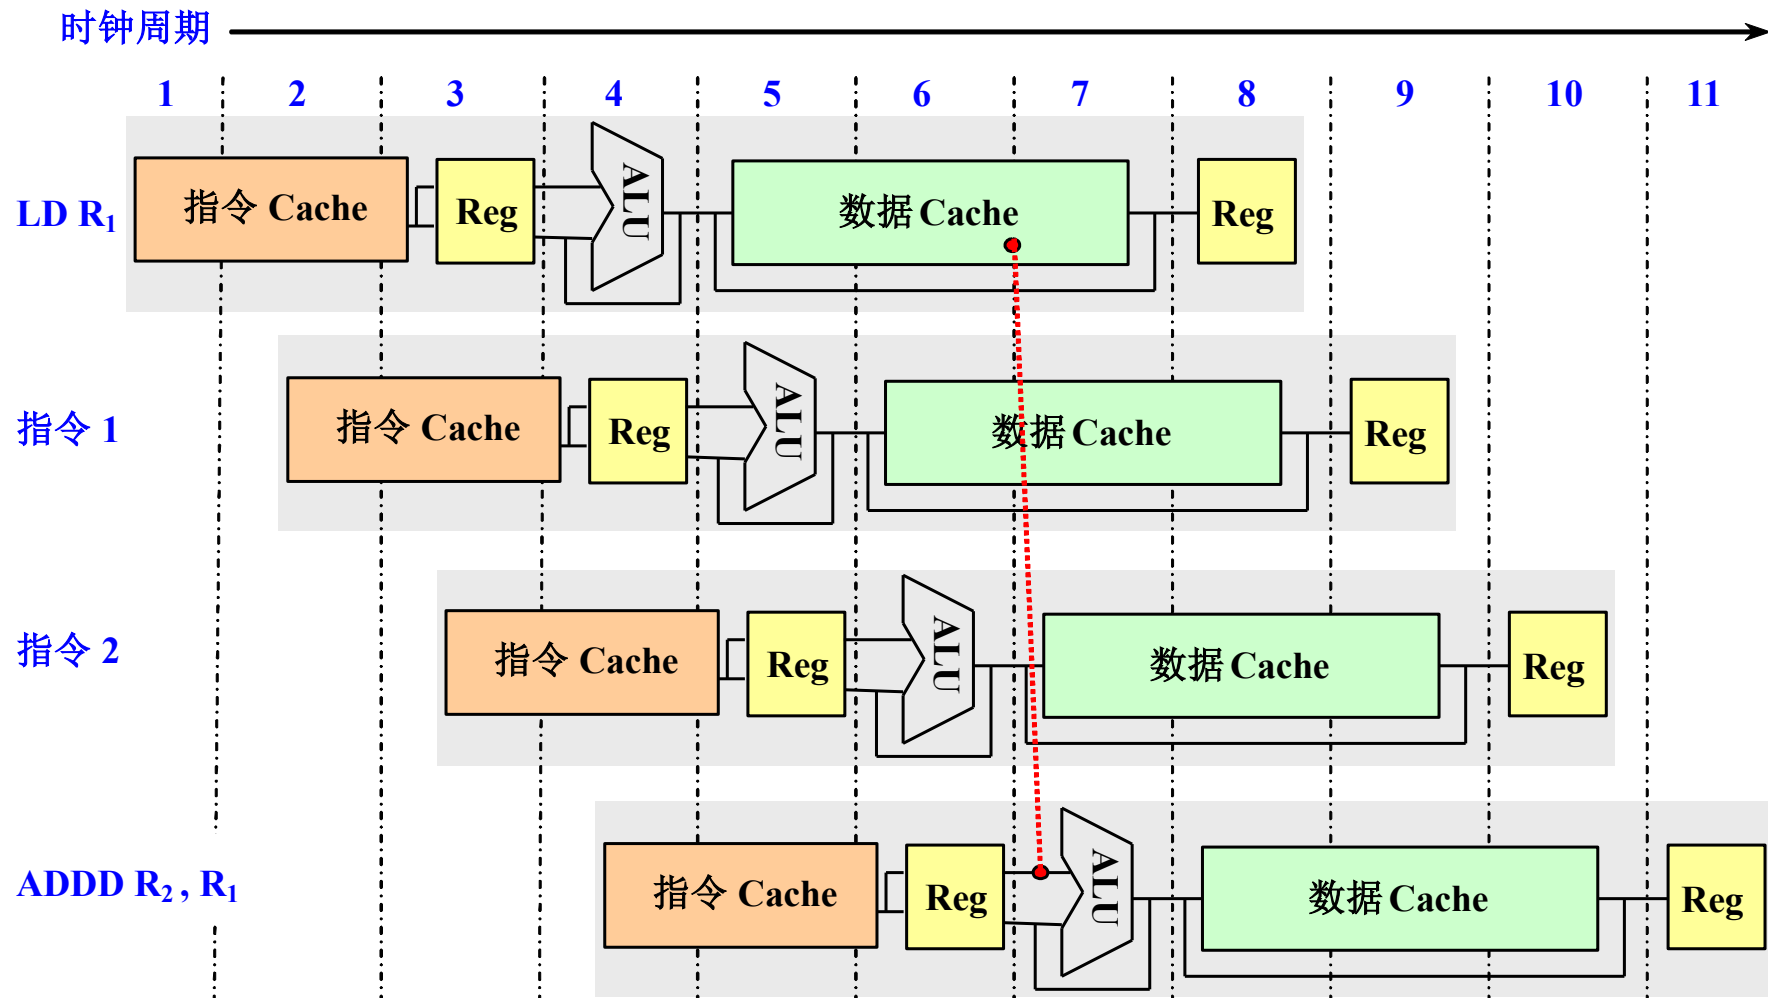 时钟周期
1 2 3 4 5 6 7 8 9 10 11
LD R₁ 指令 Cache Reg ALU 数据 Cache Reg
指令 1 指令 Cache Reg ALU 数据 Cache Reg
指令 2 指令 Cache Reg ALU 数据 Cache Reg
ADDD R₂ , R₁ 指令 Cache Reg ALU 数据 Cache Reg